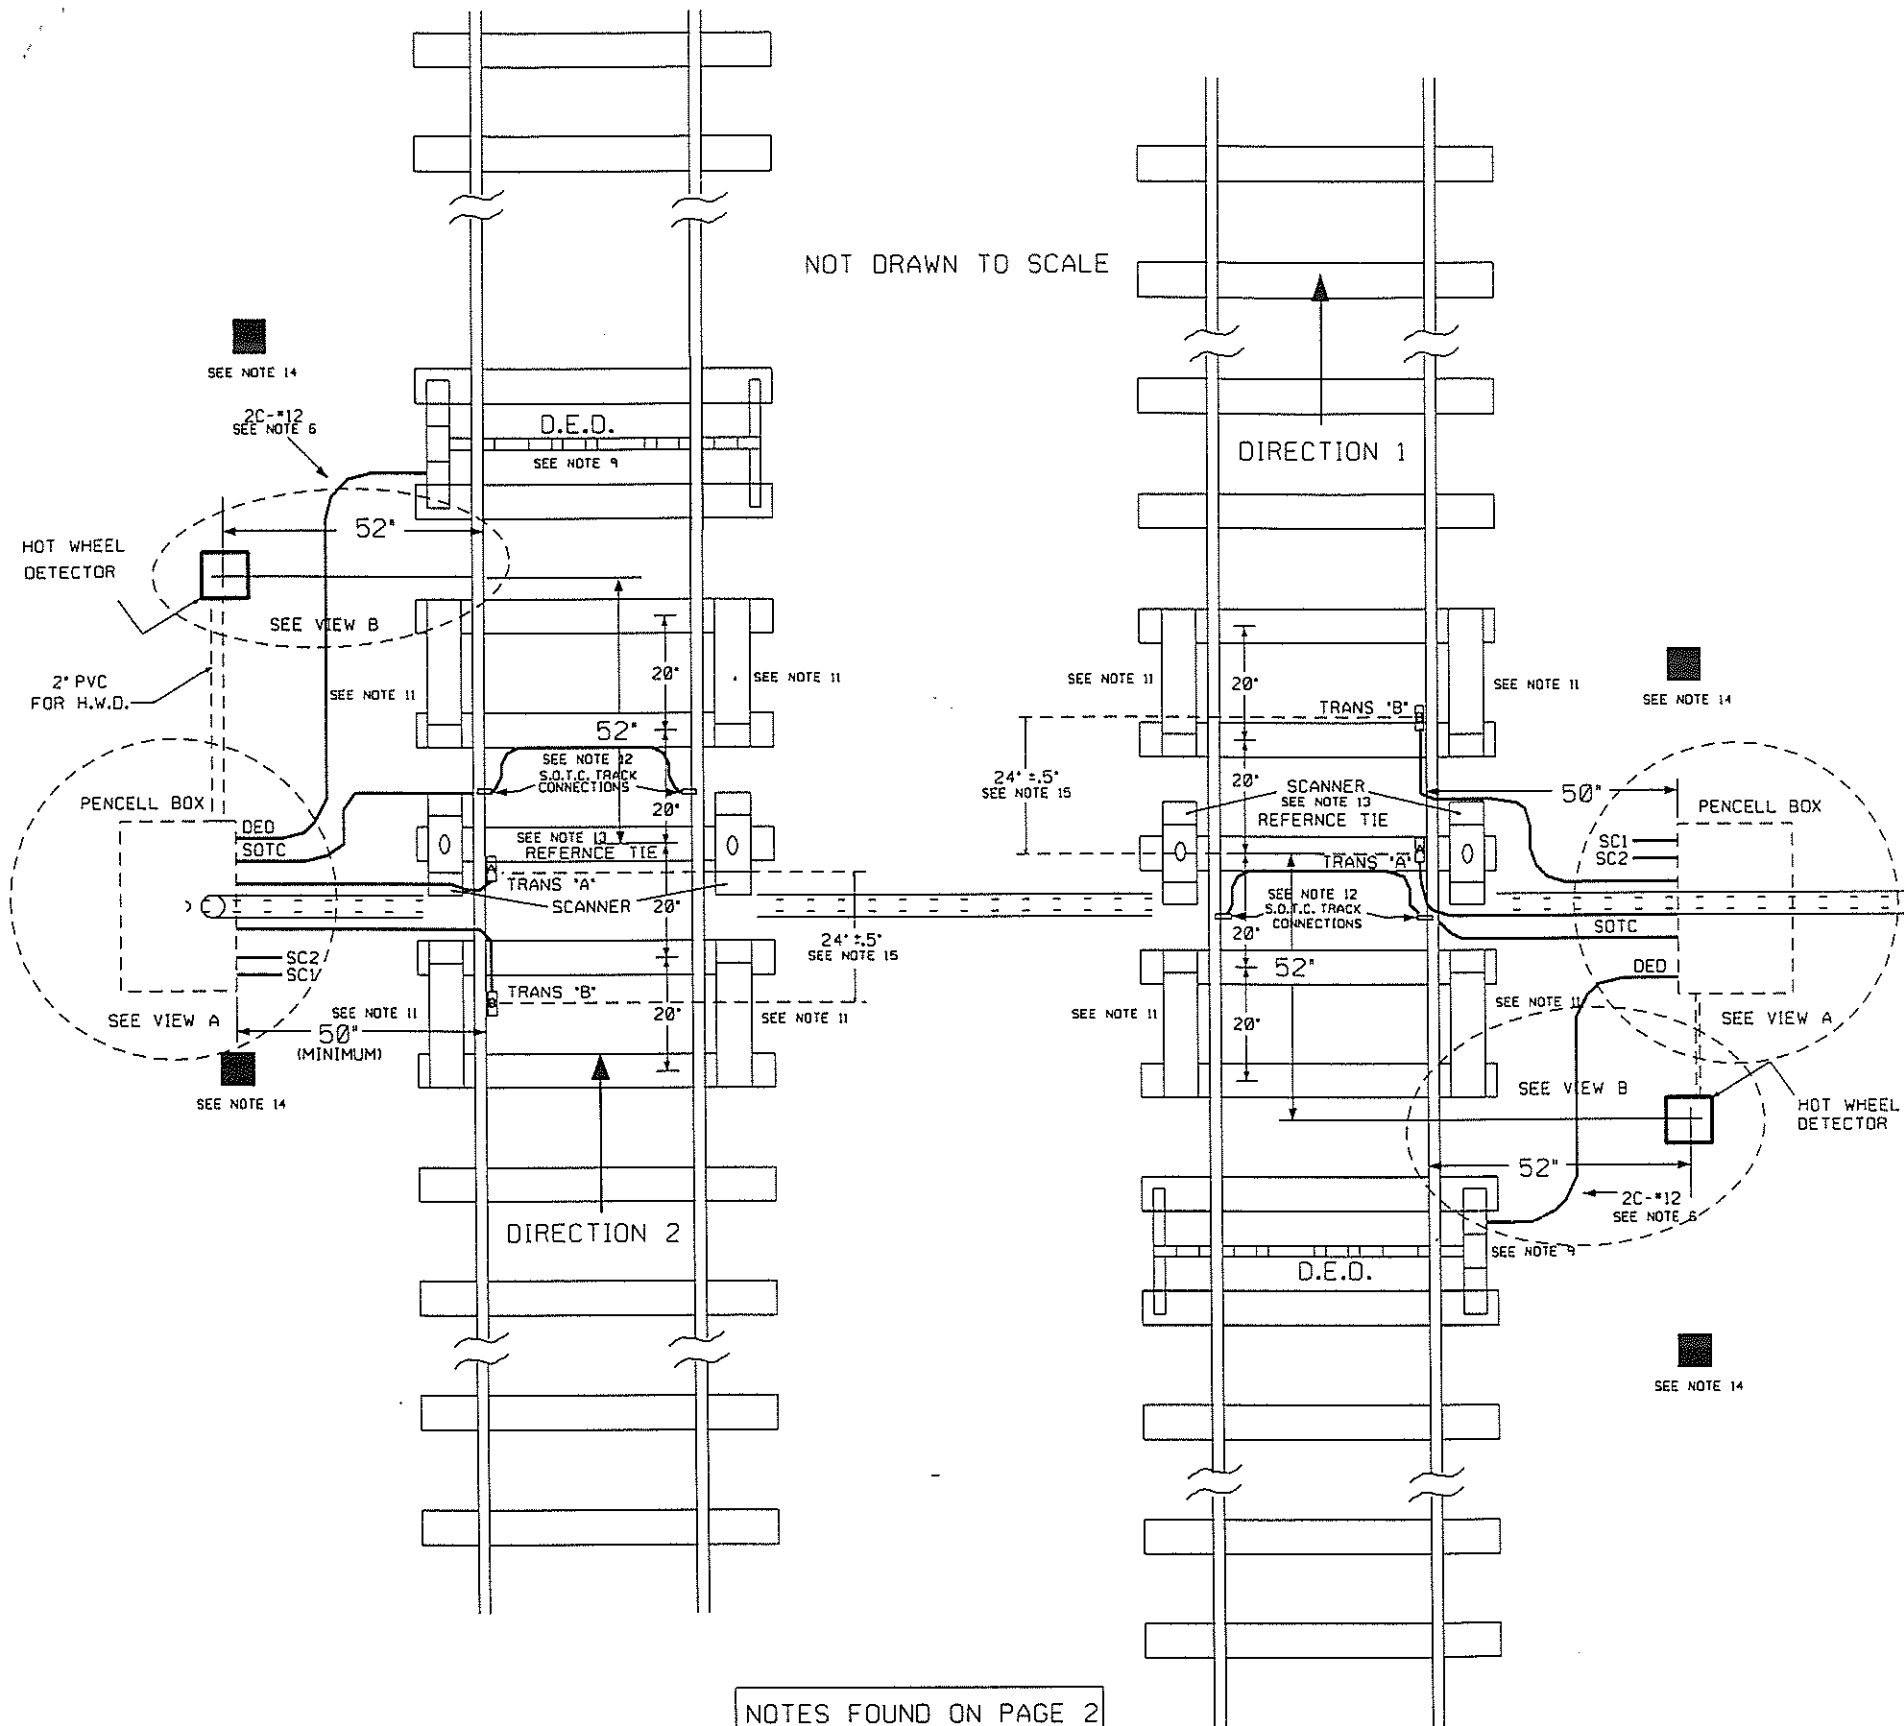 NOT DRAWN TO SCALE
SEE NOTE 14
2C-#12
SEE NOTE 6
D.E.D.
SEE NOTE 9
52"
HOT WHEEL
DETECTOR
SEE VIEW B
2" PVC
FOR H.W.D.
SEE NOTE 11
20"
SEE NOTE 11
52"
SEE NOTE 12
S.O.T.C. TRACK
CONNECTIONS
20"
PENCELL BOX
DED
SOTC
SEE NOTE 13
REFERNCE TIE
TRANS "A"
SCANNER
20"
24" ±.5"
SEE NOTE 15
SC2
SC1
TRANS "B"
SEE VIEW A
SEE NOTE 11
50"
(MINIMUM)
20"
SEE NOTE 11
SEE NOTE 14
DIRECTION 2
DIRECTION 1
SEE NOTE 11
20"
SEE NOTE 11
SEE NOTE 14
TRANS "B"
24" ±.5"
SEE NOTE 15
20"
SCANNER
SEE NOTE 13
REFERNCE TIE
50"
PENCELL BOX
SC1
SC2
TRANS "A"
SEE NOTE 12
S.O.T.C. TRACK
CONNECTIONS
20"
SOTC
52"
DED
SEE NOTE 11
20"
SEE NOTE 11
SEE VIEW A
SEE VIEW B
HOT WHEEL
DETECTOR
52"
2C-#12
SEE NOTE 6
SEE NOTE 9
D.E.D.
SEE NOTE 14
NOTES FOUND ON PAGE 2